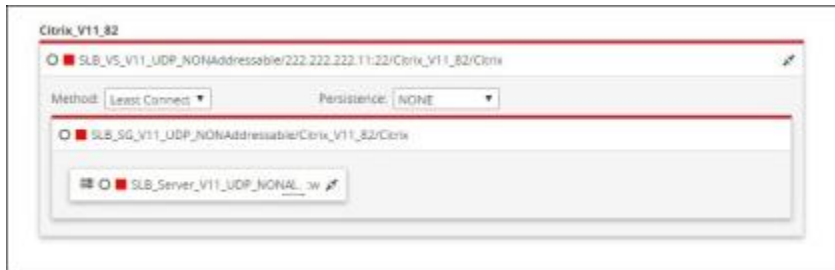 Citrix_V11_82
SLB_VS_V11_UDP_NONAddressable/222.222.222.11:22/Citrix_V11_82/Citrix
Method: Least Connect Persistence: NONE
SLB_SG_V11_UDP_NONAddressable/Citrix_V11_82/Citrix
SLB_Server_V11_UDP_NONAL...